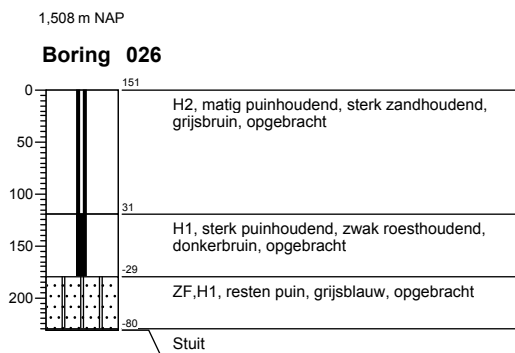 1,508 m NAP
Boring 026
0
151
H2, matig puinhoudend, sterk zandhoudend,
grijsbruin, opgebracht
50
100
31
H1, sterk puinhoudend, zwak roesthoudend,
donkerbruin, opgebracht
150
-29
ZF,H1, resten puin, grijsblauw, opgebracht
200
-80
Stuit